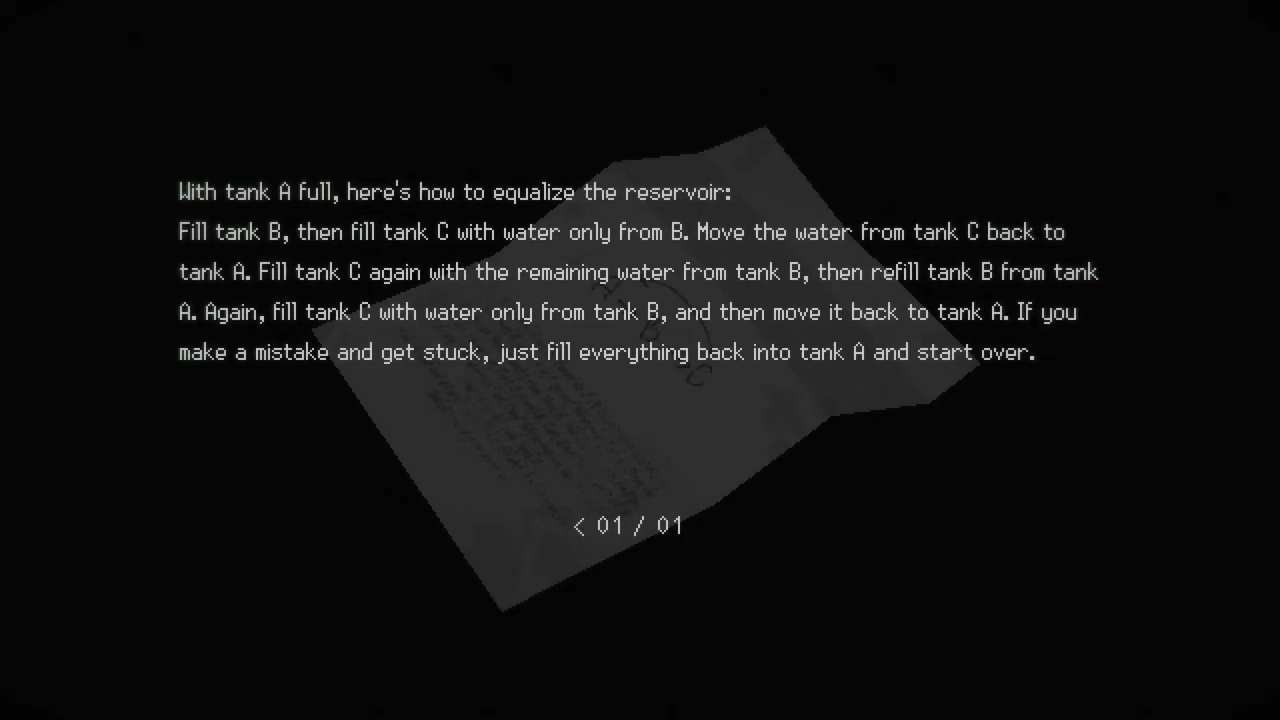 With tank A full, here's how to equalize the reservoir:
Fill tank B, then fill tank C with water only from B. Move the water from tank C back to
tank A. Fill tank C again with the remaining water from tank B, then refill tank B from tank
A. Again, fill tank C with water only from tank B, and then move it back to tank A. If you
make a mistake and get stuck, just fill everything back into tank A and start over.
B
C
< 01 / 01